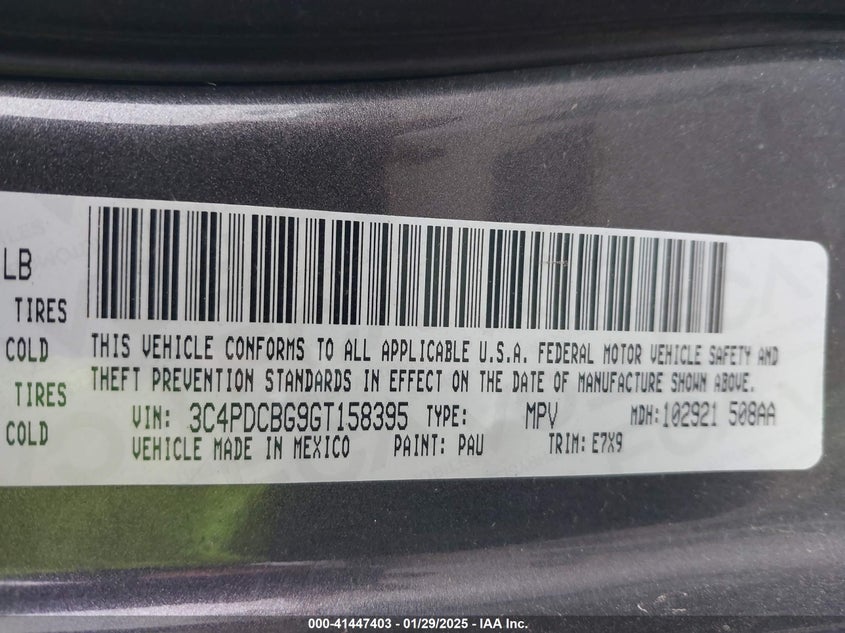 LB
TIRES
COLD
TIRES
COLD
THIS VEHICLE CONFORMS TO ALL APPLICABLE U.S.A. FEDERAL MOTOR VEHICLE SAFETY AND
THEFT PREVENTION STANDARDS IN EFFECT ON THE DATE OF MANUFACTURE SHOWN ABOVE.
VIN: 3C4PDCBG9GT158395 TYPE: MPV MDH:102921 508AA
VEHICLE MADE IN MEXICO PAINT: PAU TRIM: E7X9
000-41447403 - 01/29/2025 - IAA Inc.